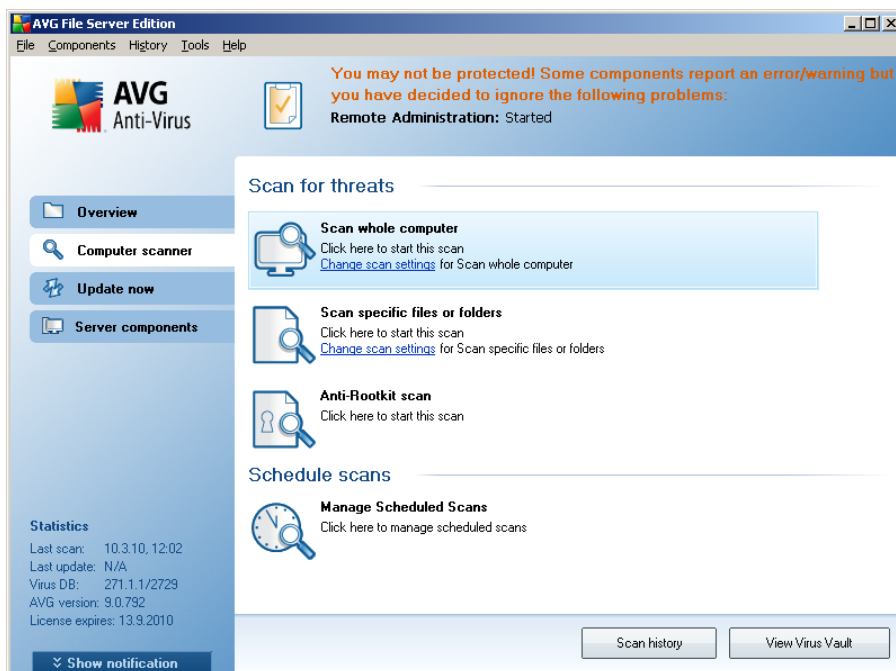 AVG File Server Edition
File Components History Tools Help
AVG
Anti-Virus
You may not be protected! Some components report an error/warning but
you have decided to ignore the following problems:
Remote Administration: Started
Overview
Computer scanner
Update now
Server components
Scan for threats
Scan whole computer
Click here to start this scan
Change scan settings for Scan whole computer
Scan specific files or folders
Click here to start this scan
Change scan settings for Scan specific files or folders
Anti-Rootkit scan
Click here to start this scan
Schedule scans
Manage Scheduled Scans
Click here to manage scheduled scans
Statistics
Last scan: 10.3.10, 12:02
Last update: N/A
Virus DB: 271.1.1/2729
AVG version: 9.0.792
License expires: 13.9.2010
Show notification
Scan history
View Virus Vault